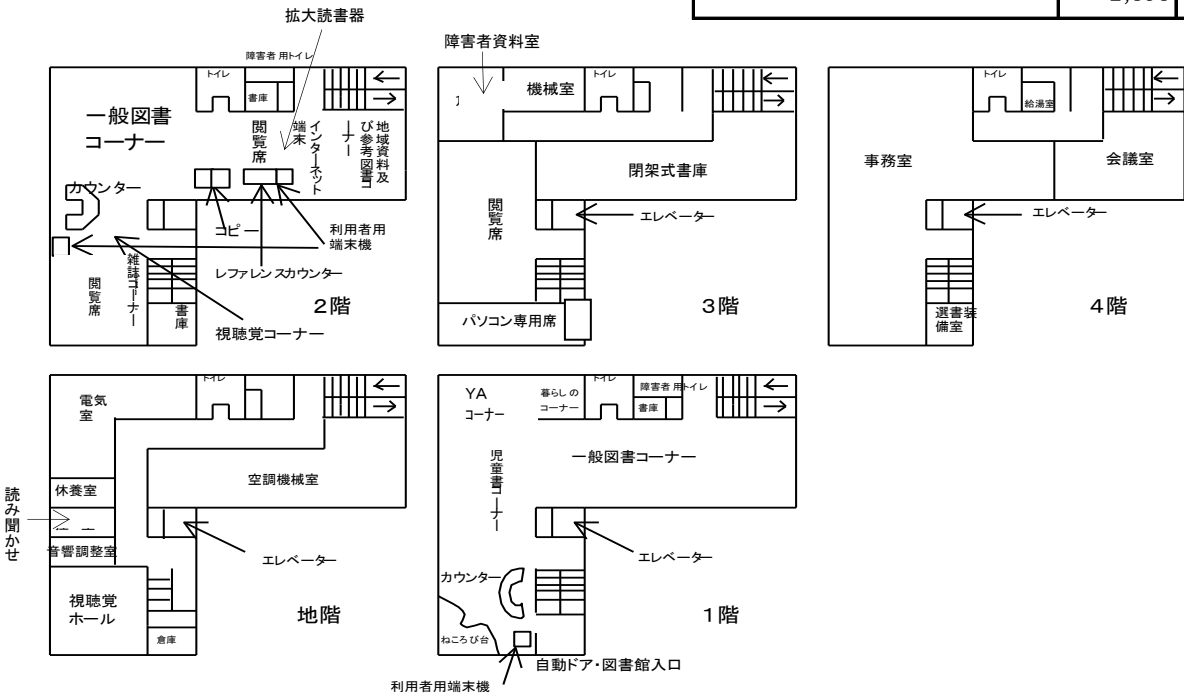 拡大読書器
障害者用トイレ
トイレ
書庫
一般図書
コーナー
閲覧席
インターネット
端末
地域資料及
び参考図書コ
ーナー
カウンター
コピー
利用者用
端末機
レファレンスカウンター
雑誌コーナー
閲覧席
書庫
視聴覚コーナー
2階
障害者資料室
機械室
トイレ
閉架式書庫
閲覧席
エレベーター
パソコン専用席
3階
トイレ
給湯室
事務室
会議室
エレベーター
選書装
備室
4階
トイレ
電気
室
休養室
空調機械室
読み聞かせ
音響調整室
エレベーター
視聴覚
ホール
倉庫
地階
YA
コーナー
暮らしの
コーナー
トイレ
障害者用トイレ
書庫
児童書コーナー
一般図書コーナー
エレベーター
カウンター
ねころび台
1階
自動ドア・図書館入口
利用者用端末機